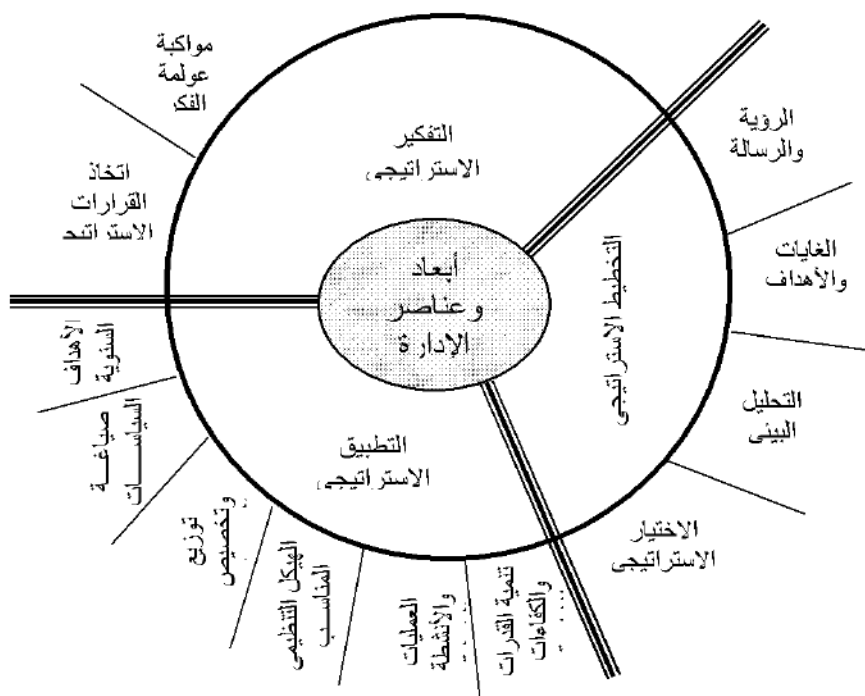 مواكبة
عولمة
الفكر
اتخاذ
القرارات
الاستراتيجية
التفكير
الاستراتيجى
الرؤية
والرسالة
الغايات
والأهداف
التحليل
البيئى
الاختيار
الاستراتيجى
التخطيط الاستراتيجى
أبعاد
وعناصر
الإدارة
التطبيق
الاستراتيجى
الأهداف
السنوية
صياغة
السياسات
توزيع
وتخصيص
الهيكل التنظيمى
المناسب
العمليات
والأنشطة
تنمية القدرات
والكفاءات